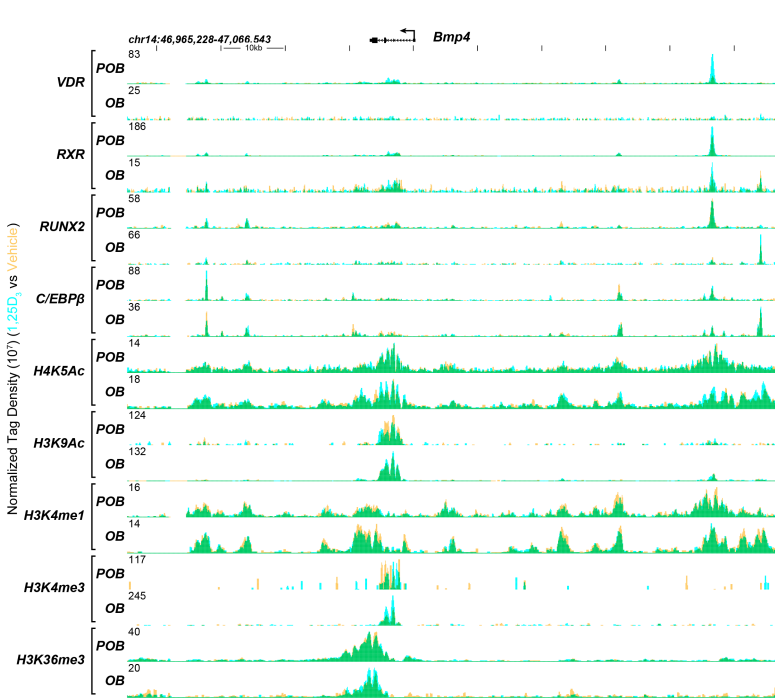 chr14:46,965,228-47,066.543
Bmp4
10kb
Normalized Tag Density (10⁷) (1,25D₃ vs Vehicle)
VDR
POB
83
OB
25
RXR
POB
186
OB
15
RUNX2
POB
58
OB
66
C/EBPβ
POB
88
OB
36
H4K5Ac
POB
14
OB
18
H3K9Ac
POB
124
OB
132
H3K4me1
POB
16
OB
14
H3K4me3
POB
117
OB
245
H3K36me3
POB
40
OB
20